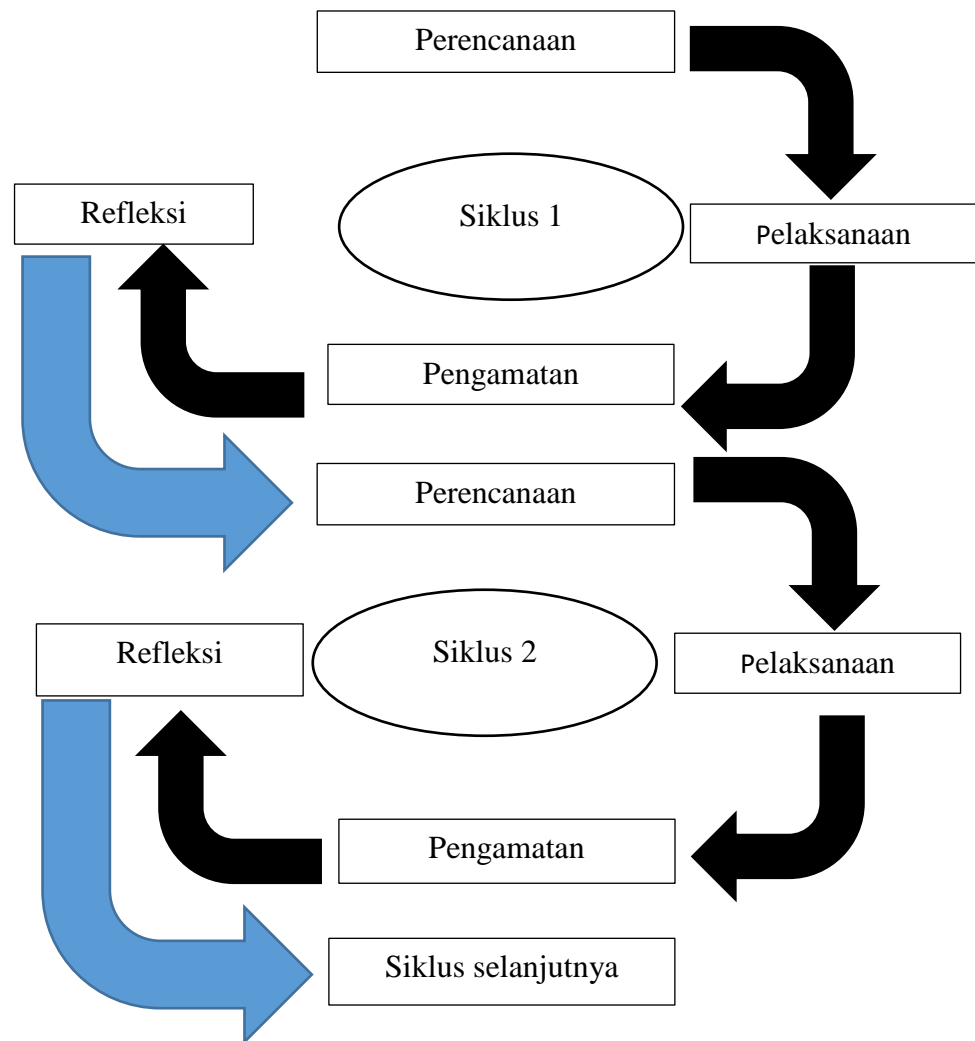 Perencanaan
Refleksi
Siklus 1
Pelaksanaan
Pengamatan
Perencanaan
Refleksi
Siklus 2
Pelaksanaan
Pengamatan
Siklus selanjutnya